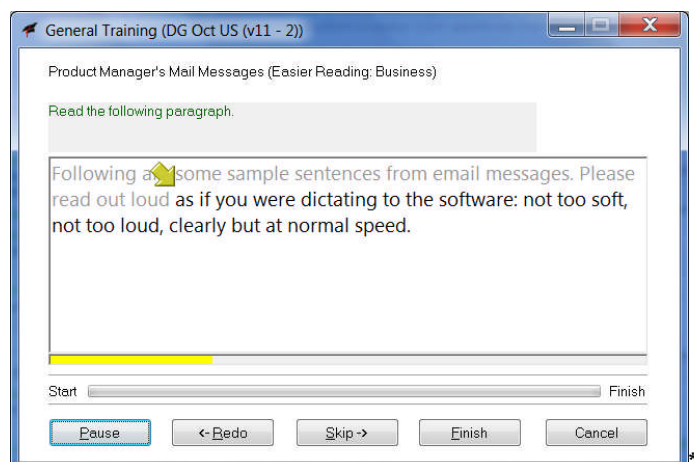 General Training (DG Oct US (v11 - 2))
Product Manager's Mail Messages (Easier Reading: Business)
Read the following paragraph.
Following some sample sentences from email messages. Please
read out loud as if you were dictating to the software: not too soft,
not too loud, clearly but at normal speed.
Start Finish
Pause <- Redo Skip -> Finish Cancel